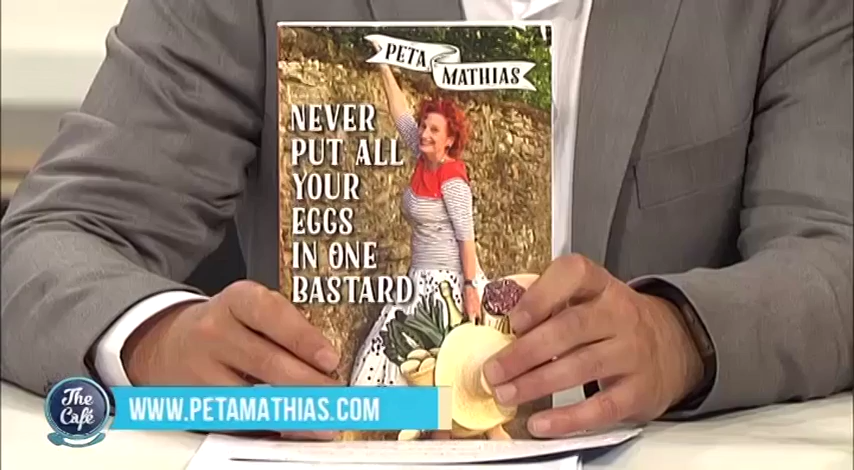 PETA
MATHIAS
NEVER
PUT ALL
YOUR
EGGS
IN ONE
BASTARD
The
Café
WWW.PETAMATHIAS.COM